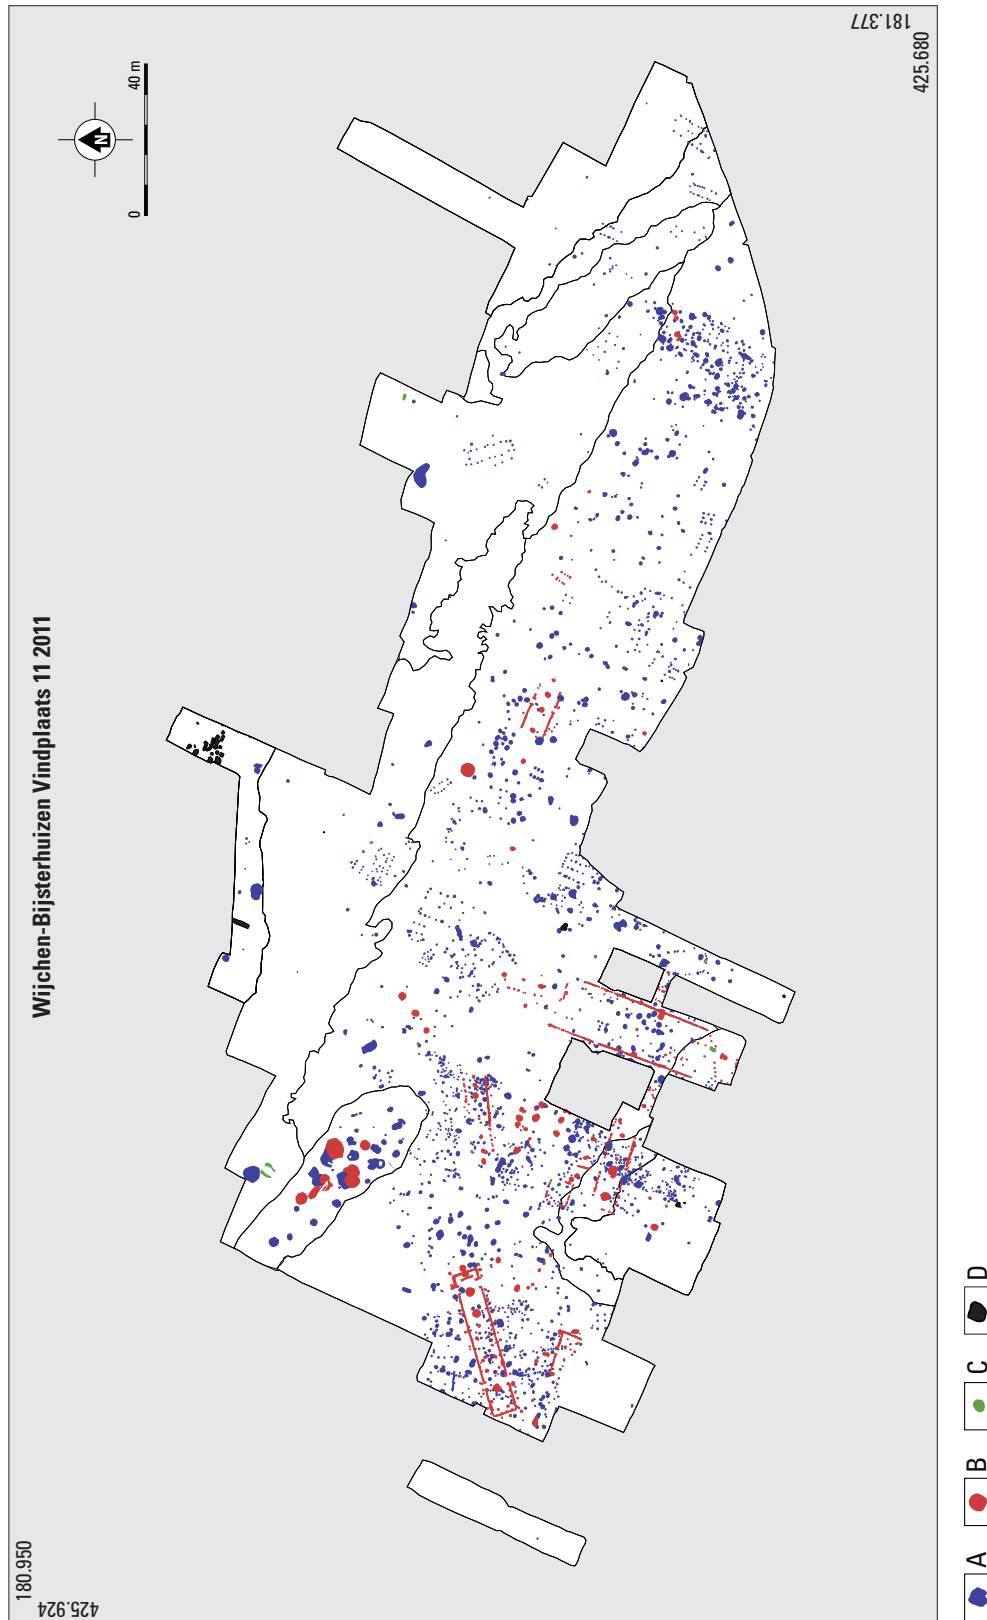 Wijchen-Bijsterhuizen Vindplaats 11 2011
180.950
425.924
181.377
425.680
N
0
40 m
A
B
C
D